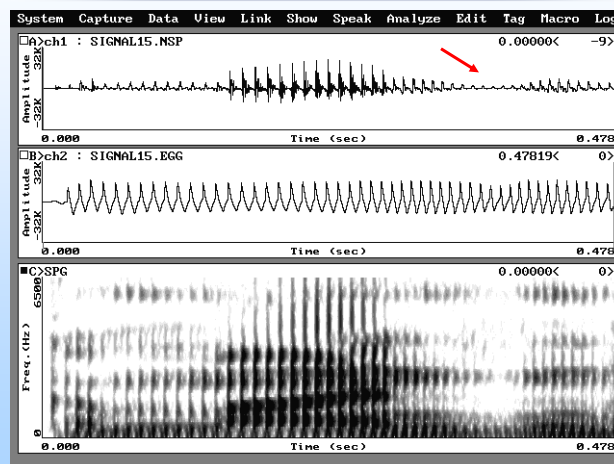 System Capture Data View Link Show Speak Analyze Edit Tag Macro Log
A>ch1 : SIGNAL15.NSP 0.00000< -9>
Amplitude
32K
-32K
0.000 Time (sec) 0.478
B>ch2 : SIGNAL15.EGG 0.47819< 0>
Amplitude
32K
-32K
0.000 Time (sec) 0.478
C>SPG 0.00000< 0>
Freq.(Hz)
6500
0
0.000 Time (sec) 0.478